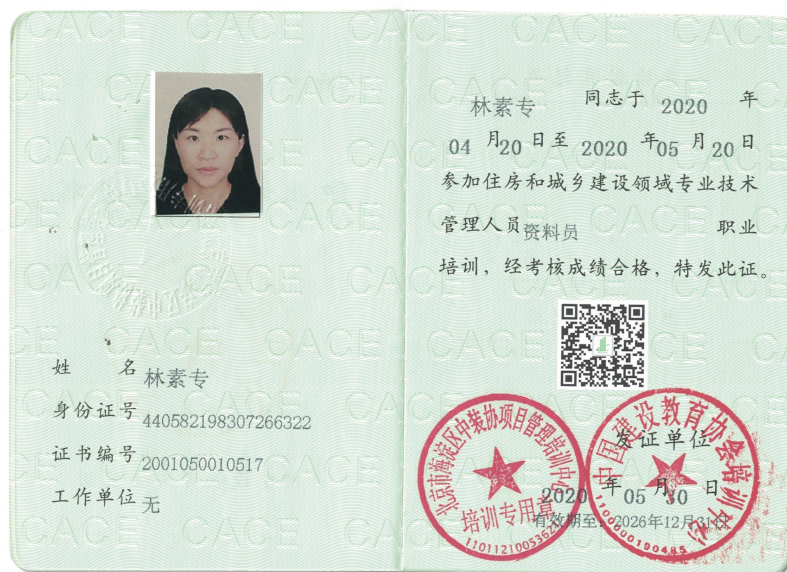 姓 名 林素专
身份证号 440582198307266322
证书编号 2001050010517
工作单位 无
林素专 同志于 2020 年
04 月 20 日至 2020 年 05 月 20 日
参加住房和城乡建设领域专业技术
管理人员 资料员 职业
培训，经考核成绩合格，特发此证。
发证单位
2020 年 05 月 30 日
有效期至：2026年12月31日
北京市海淀区中装协项目管理培训中心
培训专用章
中国建设教育协会培训中心
1100000190485
CACE